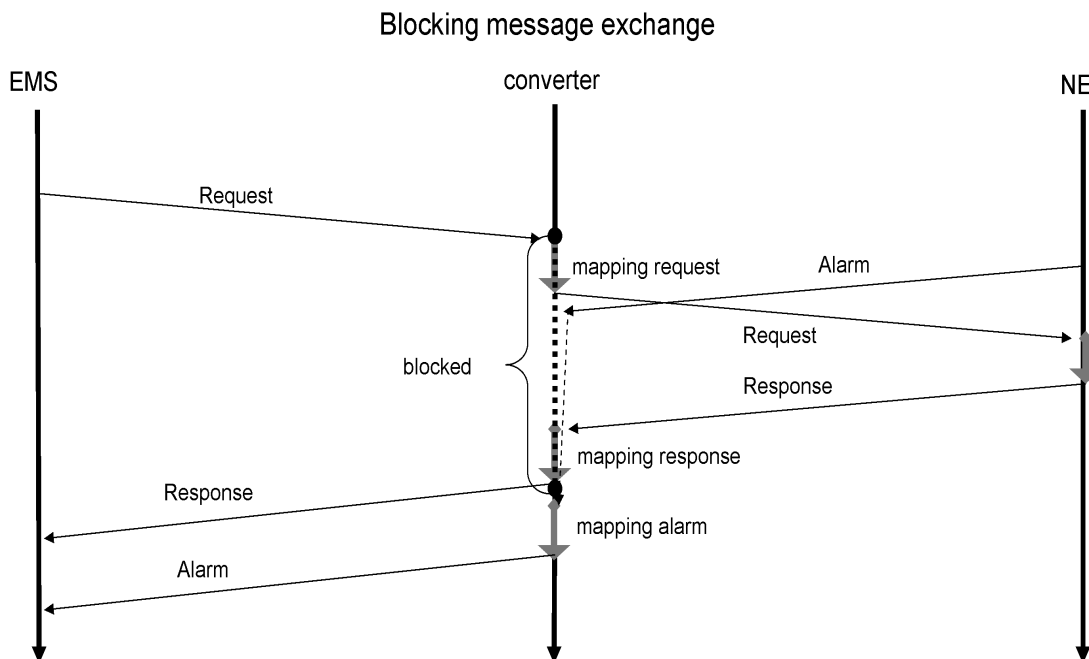 Blocking message exchange
EMS
converter
NE
Request
mapping request
Alarm
Request
blocked
Response
mapping response
Response
mapping alarm
Alarm